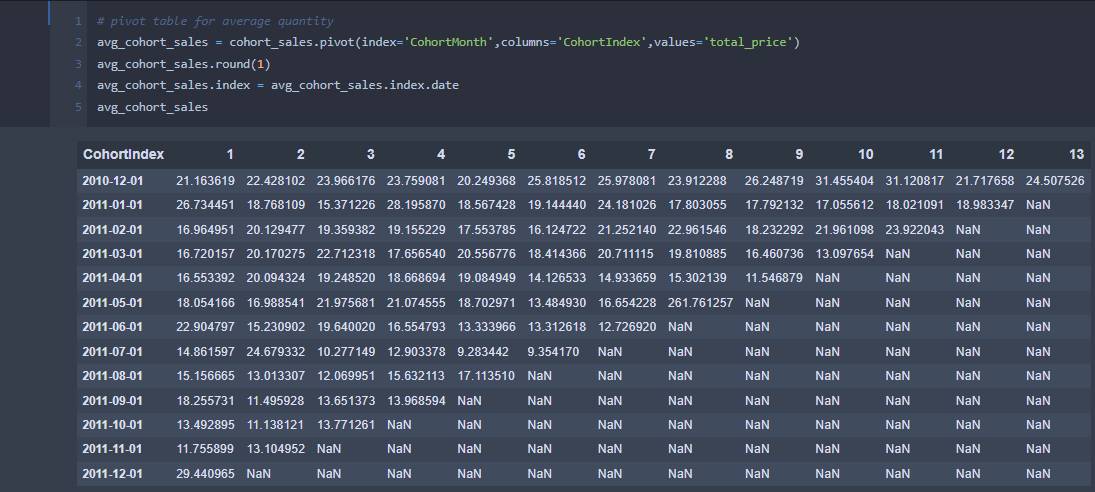 1 # pivot table for average quantity
2 avg_cohort_sales = cohort_sales.pivot(index='CohortMonth',columns='CohortIndex',values='total_price')
3 avg_cohort_sales.round(1)
4 avg_cohort_sales.index = avg_cohort_sales.index.date
5 avg_cohort_sales
CohortIndex 1 2 3 4 5 6 7 8 9 10 11 12 13
2010-12-01 21.163619 22.428102 23.966176 23.759081 20.249368 25.818512 25.978081 23.912288 26.248719 31.455404 31.120817 21.717658 24.507526
2011-01-01 26.734451 18.768109 15.371226 28.195870 18.567428 19.144440 24.181026 17.803055 17.792132 17.055612 18.021091 18.983347 NaN
2011-02-01 16.964951 20.129477 19.359382 19.155229 17.553785 16.124722 21.252140 22.961546 18.232292 21.961098 23.922043 NaN NaN
2011-03-01 16.720157 20.170275 22.712318 17.656540 20.556776 18.414366 20.711115 19.810885 16.460736 13.097654 NaN NaN NaN
2011-04-01 16.553392 20.094324 19.248520 18.668694 19.084949 14.126533 14.933659 15.302139 11.546879 NaN NaN NaN NaN
2011-05-01 18.054166 16.988541 21.975681 21.074555 18.702971 13.484930 16.654228 261.761257 NaN NaN NaN NaN NaN
2011-06-01 22.904797 15.230902 19.640020 16.554793 13.333966 13.312618 12.726920 NaN NaN NaN NaN NaN NaN
2011-07-01 14.861597 24.679332 10.277149 12.903378 9.283442 9.354170 NaN NaN NaN NaN NaN NaN NaN
2011-08-01 15.156665 13.013307 12.069951 15.632113 17.113510 NaN NaN NaN NaN NaN NaN NaN NaN
2011-09-01 18.255731 11.495928 13.651373 13.968594 NaN NaN NaN NaN NaN NaN NaN NaN NaN
2011-10-01 13.492895 11.138121 13.771261 NaN NaN NaN NaN NaN NaN NaN NaN NaN NaN
2011-11-01 11.755899 13.104952 NaN NaN NaN NaN NaN NaN NaN NaN NaN NaN NaN
2011-12-01 29.440965 NaN NaN NaN NaN NaN NaN NaN NaN NaN NaN NaN NaN